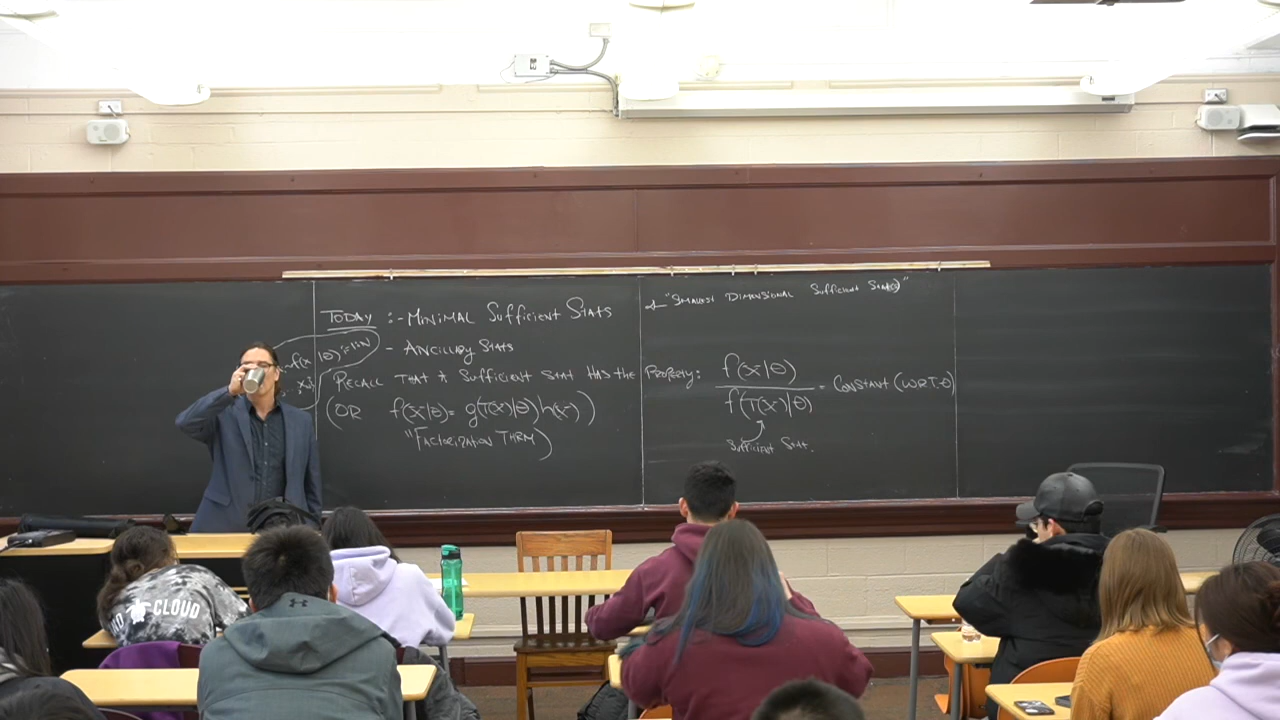 TODAY :- MINIMAL SUFFICIENT STATS
- ANCILLARY STATS
RECALL THAT A SUFFICIENT STAT HAS THE PROPERTY: f(x|θ) / f(T(x)|θ) = CONSTANT (WRT θ)
(OR f(x|θ) = g(T(x)|θ) h(x))
"FACTORIZATION THRM)
SUFFICIENT STAT.
"SMALLEST DIMENSIONAL SUFFICIENT STAT(S)"
f(x|θ)
CLOUD